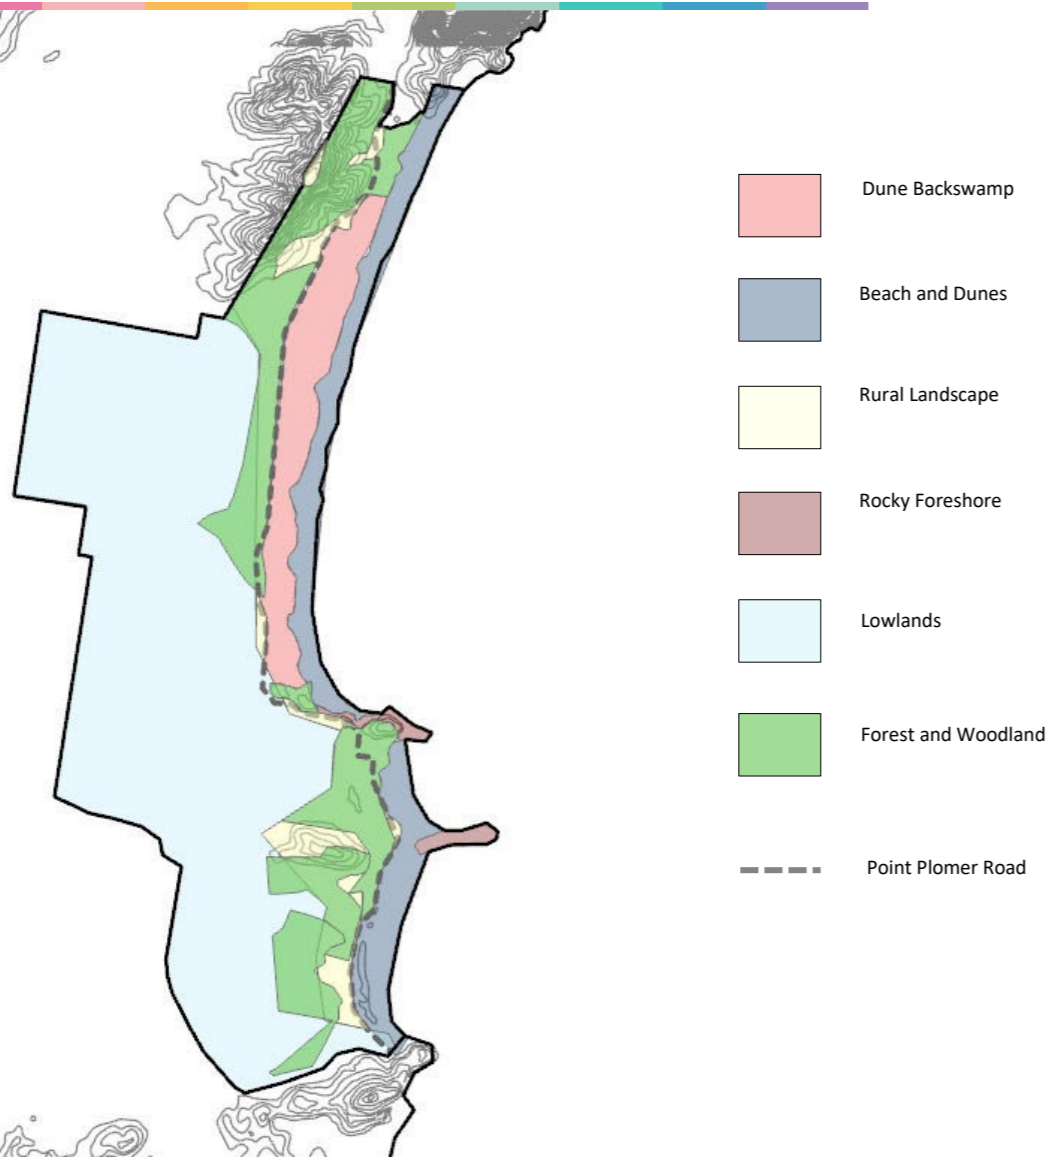 Dune Backswamp
Beach and Dunes
Rural Landscape
Rocky Foreshore
Lowlands
Forest and Woodland
Point Plomer Road